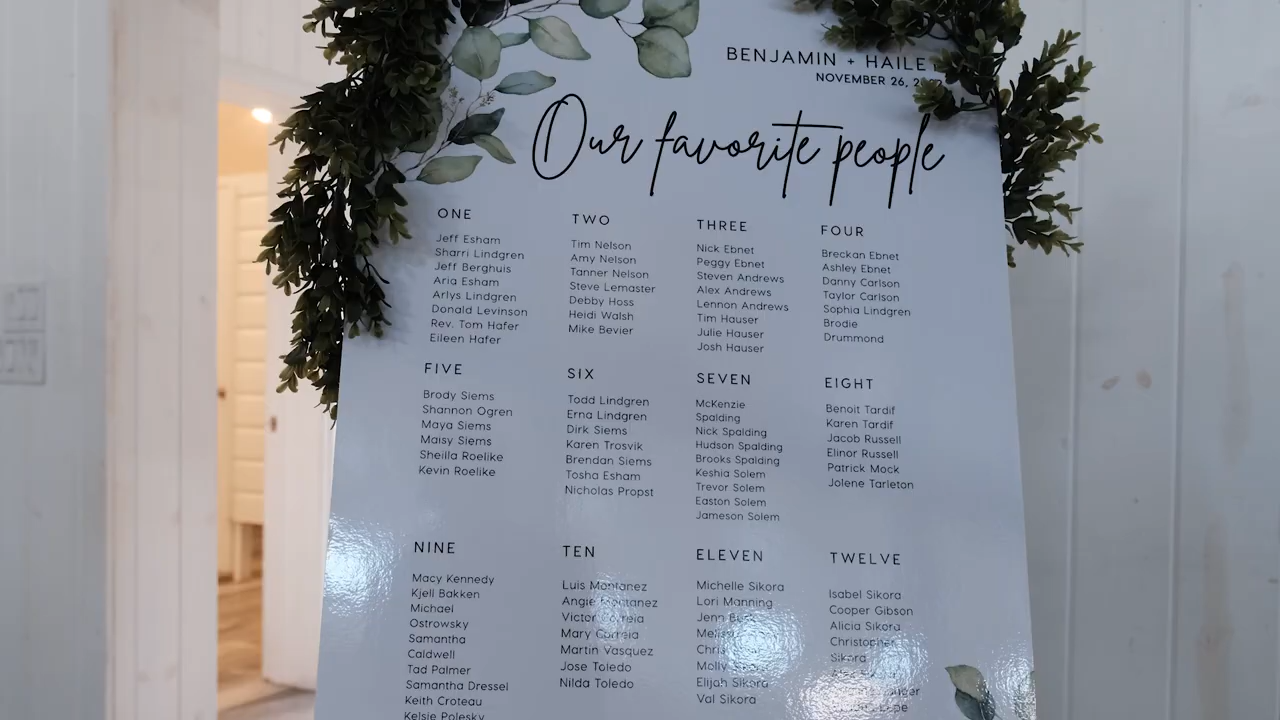 BENJAMIN + HAILEY
NOVEMBER 26,
Our favorite people
ONE
Jeff Esham
Sharri Lindgren
Jeff Berghuis
Aria Esham
Arlys Lindgren
Donald Levinson
Rev. Tom Hafer
Eileen Hafer
TWO
Tim Nelson
Amy Nelson
Tanner Nelson
Steve Lemaster
Debby Hoss
Heidi Walsh
Mike Bevier
THREE
Nick Ebnet
Peggy Ebnet
Steven Andrews
Alex Andrews
Lennon Andrews
Tim Hauser
Julie Hauser
Josh Hauser
FOUR
Breckan Ebnet
Ashley Ebnet
Danny Carlson
Taylor Carlson
Sophia Lindgren
Brodie
Drummond
FIVE
Brody Siems
Shannon Ogren
Maya Siems
Maisy Siems
Sheilla Roelike
Kevin Roelike
SIX
Todd Lindgren
Erna Lindgren
Dirk Siems
Karen Trosvik
Brendan Siems
Tosha Esham
Nicholas Propst
SEVEN
McKenzie
Spalding
Nick Spalding
Hudson Spalding
Brooks Spalding
Keshia Solem
Trevor Solem
Easton Solem
Jameson Solem
EIGHT
Benoit Tardif
Karen Tardif
Jacob Russell
Elinor Russell
Patrick Mock
Jolene Tarleton
NINE
Macy Kennedy
Kjell Bakken
Michael
Ostrowsky
Samantha
Caldwell
Tad Palmer
Samantha Dressel
Keith Croteau
Kelsie Polesky
TEN
Luis Montanez
Angie Montanez
Victor Correia
Mary Correia
Martin Vasquez
Jose Toledo
Nilda Toledo
ELEVEN
Michelle Sikora
Lori Manning
Jenn
Molly
Elijah Sikora
Val Sikora
TWELVE
Isabel Sikora
Cooper Gibson
Alicia Sikora
Christopher
Sikora